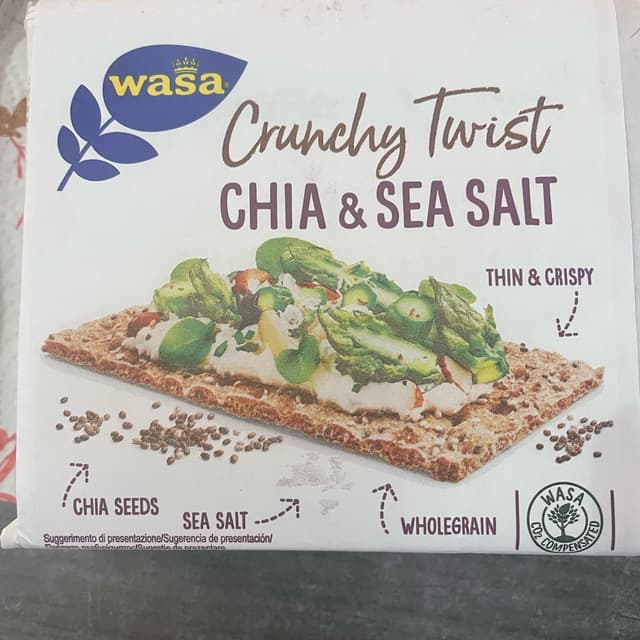 wasa
Crunchy Twist
CHIA & SEA SALT
THIN & CRISPY
CHIA SEEDS
SEA SALT
WHOLEGRAIN
WASA
CO2 COMPENSATED
Suggerimento di presentazione/Sugerencia de presentación/